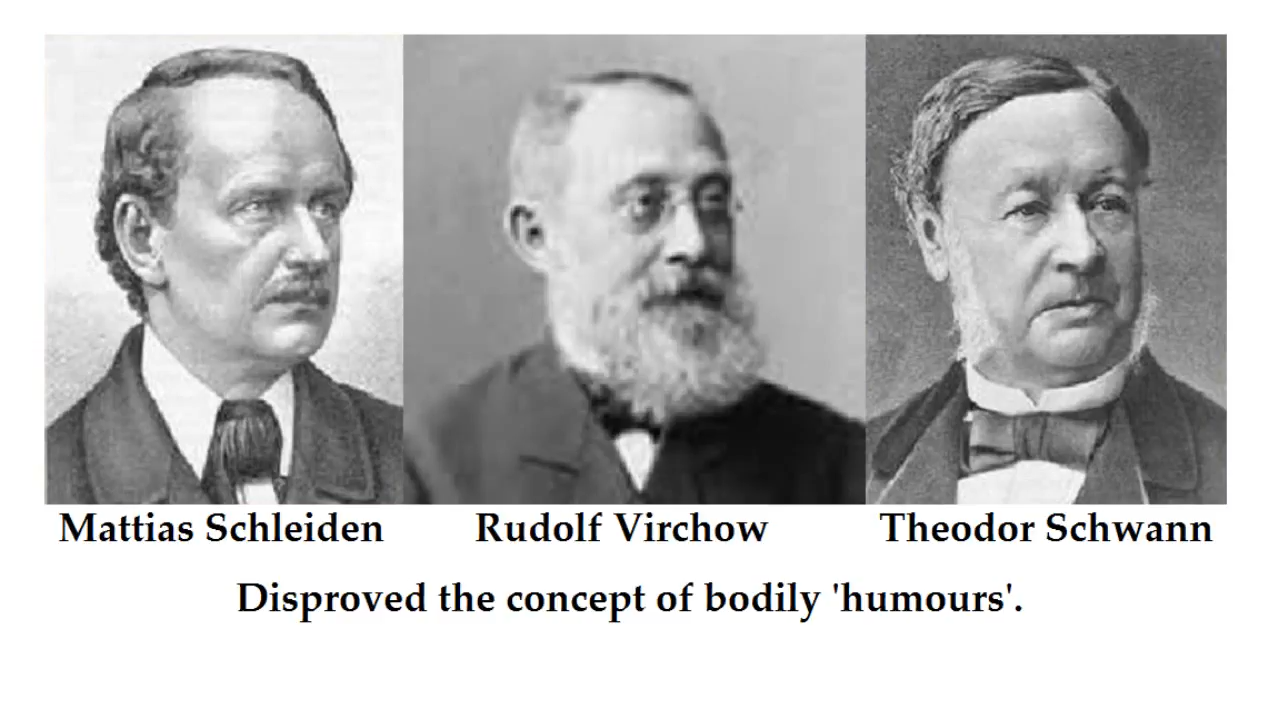 Mattias Schleiden Rudolf Virchow Theodor Schwann
Disproved the concept of bodily 'humours'.